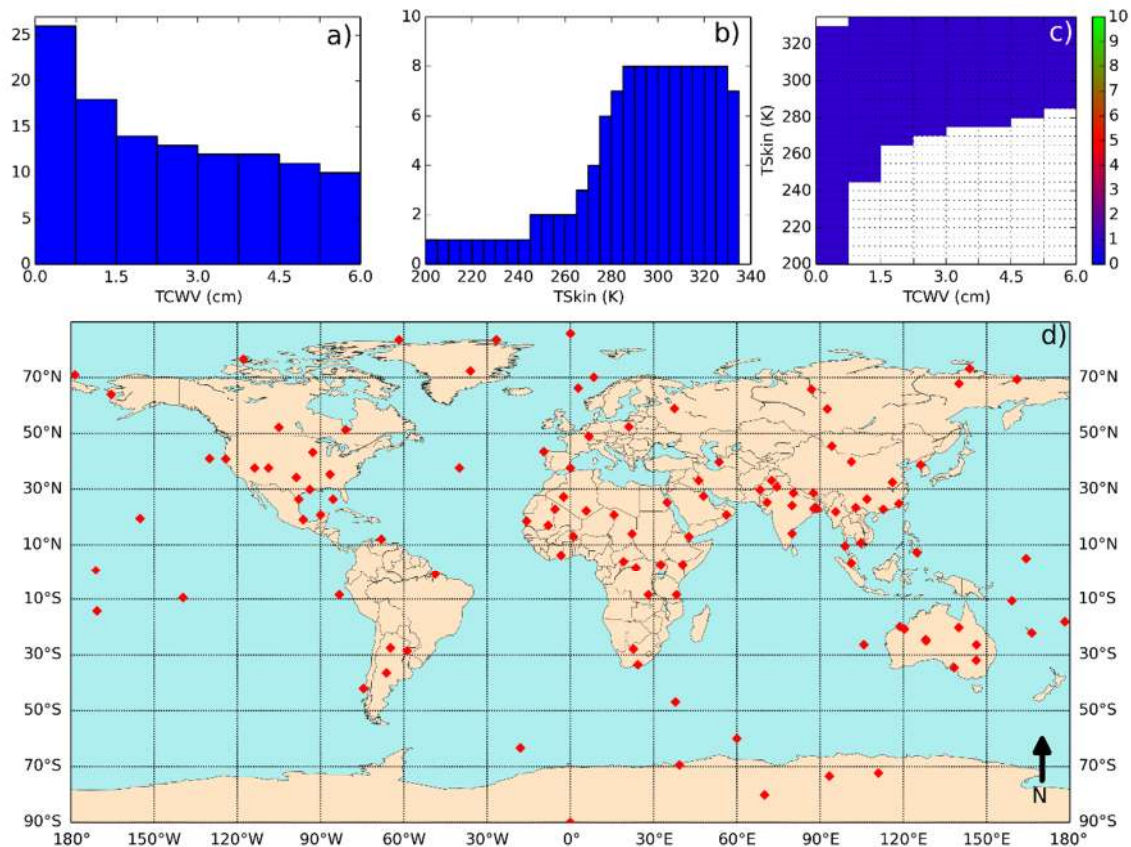 a)
25
20
15
10
5
0
0.0 1.5 3.0 4.5 6.0
TCWV (cm)
b)
10
8
6
4
2
0
200 220 240 260 280 300 320 340
TSkin (K)
c)
TSkin (K)
320
300
280
260
240
220
200
0.0 1.5 3.0 4.5 6.0
TCWV (cm)
10
9
8
7
6
5
4
3
2
1
0
d)
70°N 70°N
50°N 50°N
30°N 30°N
10°N 10°N
10°S 10°S
30°S 30°S
50°S 50°S
70°S 70°S
N
90°S 90°S
180° 150°W 120°W 90°W 60°W 30°W 0° 30°E 60°E 90°E 120°E 150°E 180°